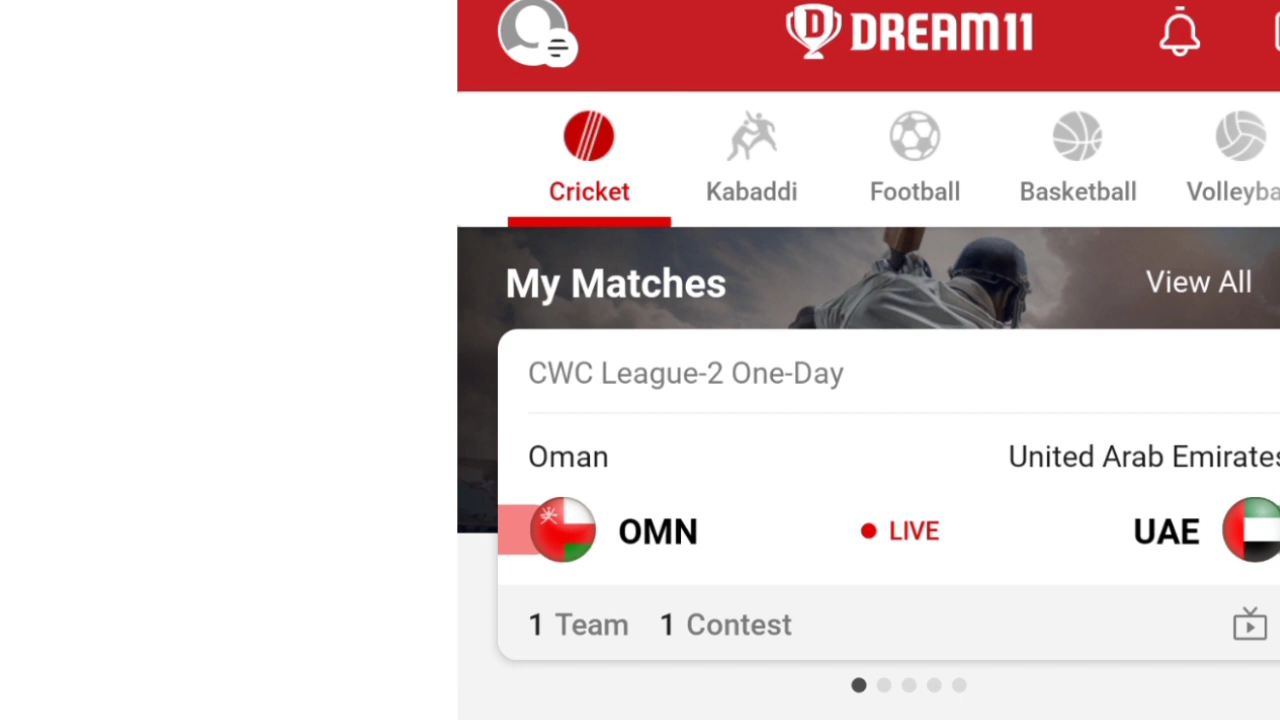 DREAM11
Cricket Kabaddi Football Basketball
My Matches View All
CWC League-2 One-Day
Oman United Arab Emirates
OMN LIVE UAE
1 Team 1 Contest